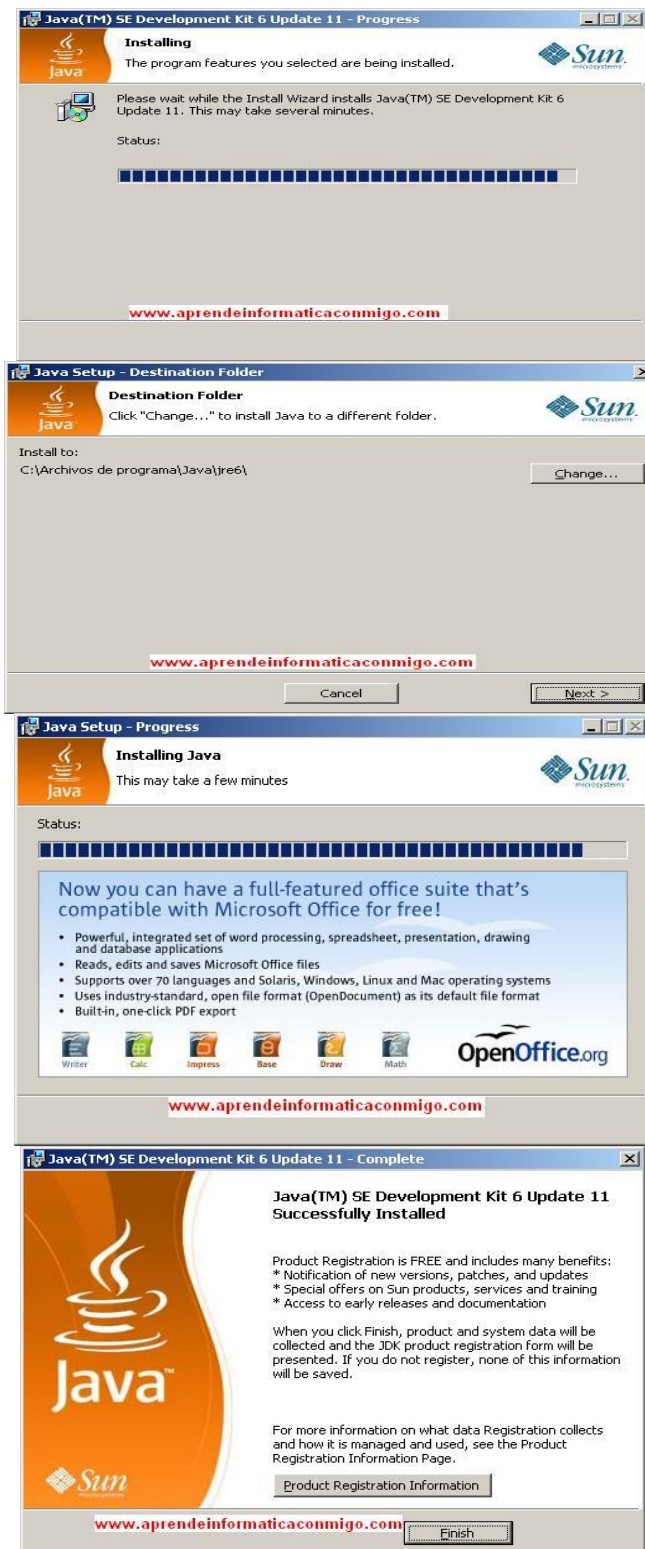 Java(TM) SE Development Kit 6 Update 11 - Progress
Java
Installing
The program features you selected are being installed.
Sun
microsystems
Please wait while the Install Wizard installs Java(TM) SE Development Kit 6
Update 11. This may take several minutes.
Status:
www.aprendeinformaticaconmigo.com
Java Setup - Destination Folder
Java
Destination Folder
Click "Change..." to install Java to a different folder.
Sun
microsystems
Install to:
C:\Archivos de programa\Java\jre6\
Change...
www.aprendeinformaticaconmigo.com
Cancel
Next >
Java Setup - Progress
Java
Installing Java
This may take a few minutes
Sun
microsystems
Status:
Now you can have a full-featured office suite that's
compatible with Microsoft Office for free!
• Powerful, integrated set of word processing, spreadsheet, presentation, drawing
and database applications
• Reads, edits and saves Microsoft Office files
• Supports over 70 languages and Solaris, Windows, Linux and Mac operating systems
• Uses industry-standard, open file format (OpenDocument) as its default file format
• Built-in, one-click PDF export
Writer Calc Impress Base Draw Math
OpenOffice.org
www.aprendeinformaticaconmigo.com
Java(TM) SE Development Kit 6 Update 11 - Complete
Java(TM) SE Development Kit 6 Update 11
Successfully Installed
Product Registration is FREE and includes many benefits:
* Notification of new versions, patches, and updates
* Special offers on Sun products, services and training
* Access to early releases and documentation
When you click Finish, product and system data will be
collected and the JDK product registration form will be
presented. If you do not register, none of this information
will be saved.
Java™
For more information on what data Registration collects
and how it is managed and used, see the Product
Registration Information Page.
Sun
microsystems
Product Registration Information
www.aprendeinformaticaconmigo.com
Finish